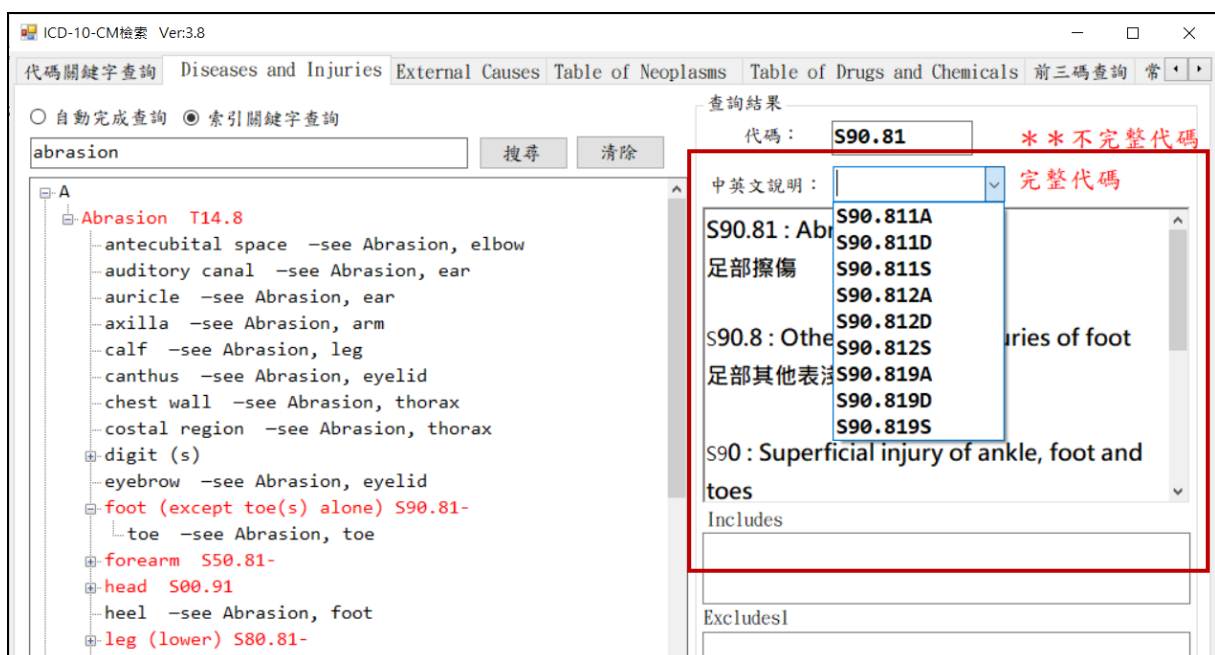 ICD-10-CM檢索 Ver:3.8
代碼關鍵字查詢 Diseases and Injuries External Causes Table of Neoplasms Table of Drugs and Chemicals 前三碼查詢 常
自動完成查詢 索引關鍵字查詢
abrasion 搜尋 清除
A
Abrasion T14.8
antecubital space –see Abrasion, elbow
auditory canal –see Abrasion, ear
auricle –see Abrasion, ear
axilla –see Abrasion, arm
calf –see Abrasion, leg
canthus –see Abrasion, eyelid
chest wall –see Abrasion, thorax
costal region –see Abrasion, thorax
digit (s)
eyebrow –see Abrasion, eyelid
foot (except toe(s) alone) S90.81-
toe –see Abrasion, toe
forearm S50.81-
head S00.91
heel –see Abrasion, foot
leg (lower) S80.81-
查詢結果
代碼： S90.81 ＊＊不完整代碼
中英文說明： 完整代碼
S90.811A
S90.811D
S90.811S
S90.812A
S90.812D
S90.812S
S90.819A
S90.819D
S90.819S
S90.81 : Abr
足部擦傷
S90.8 : Othe uries of foot
足部其他表淺
S90 : Superficial injury of ankle, foot and
toes
Includes
Excludes1